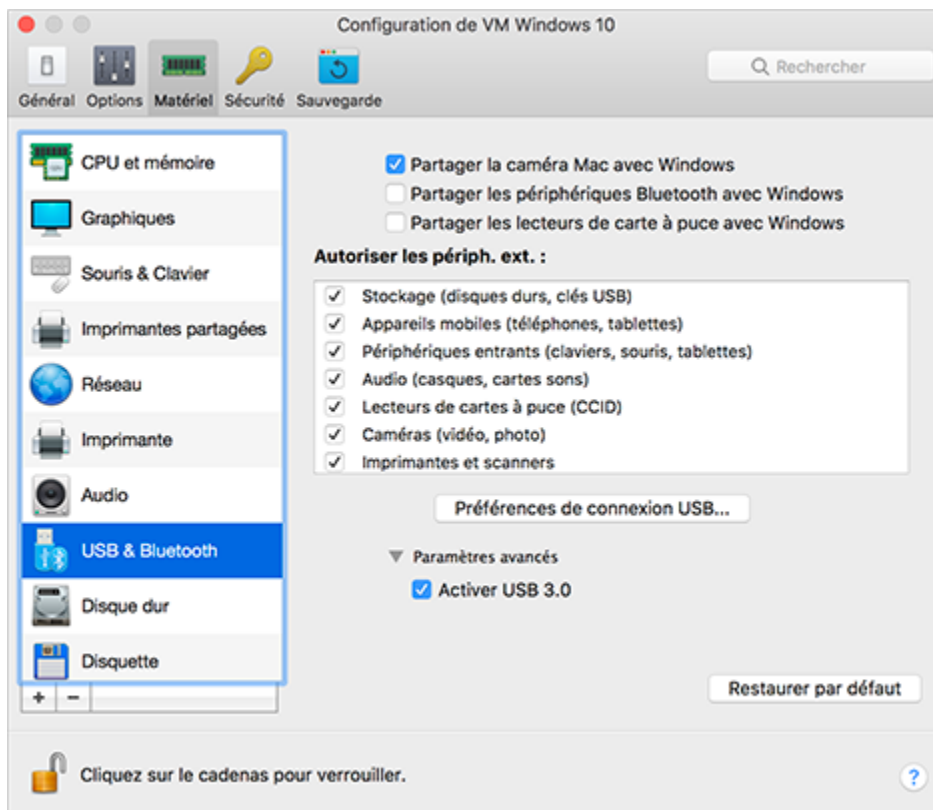 Configuration de VM Windows 10
Général Options Matériel Sécurité Sauvegarde
Rechercher
CPU et mémoire
Graphiques
Souris & Clavier
Imprimantes partagées
Réseau
Imprimante
Audio
USB & Bluetooth
Disque dur
Disquette
+ −
Partager la caméra Mac avec Windows
Partager les périphériques Bluetooth avec Windows
Partager les lecteurs de carte à puce avec Windows
Autoriser les périph. ext. :
Stockage (disques durs, clés USB)
Appareils mobiles (téléphones, tablettes)
Périphériques entrants (claviers, souris, tablettes)
Audio (casques, cartes sons)
Lecteurs de cartes à puce (CCID)
Caméras (vidéo, photo)
Imprimantes et scanners
Préférences de connexion USB...
Paramètres avancés
Activer USB 3.0
Restaurer par défaut
Cliquez sur le cadenas pour verrouiller.
?